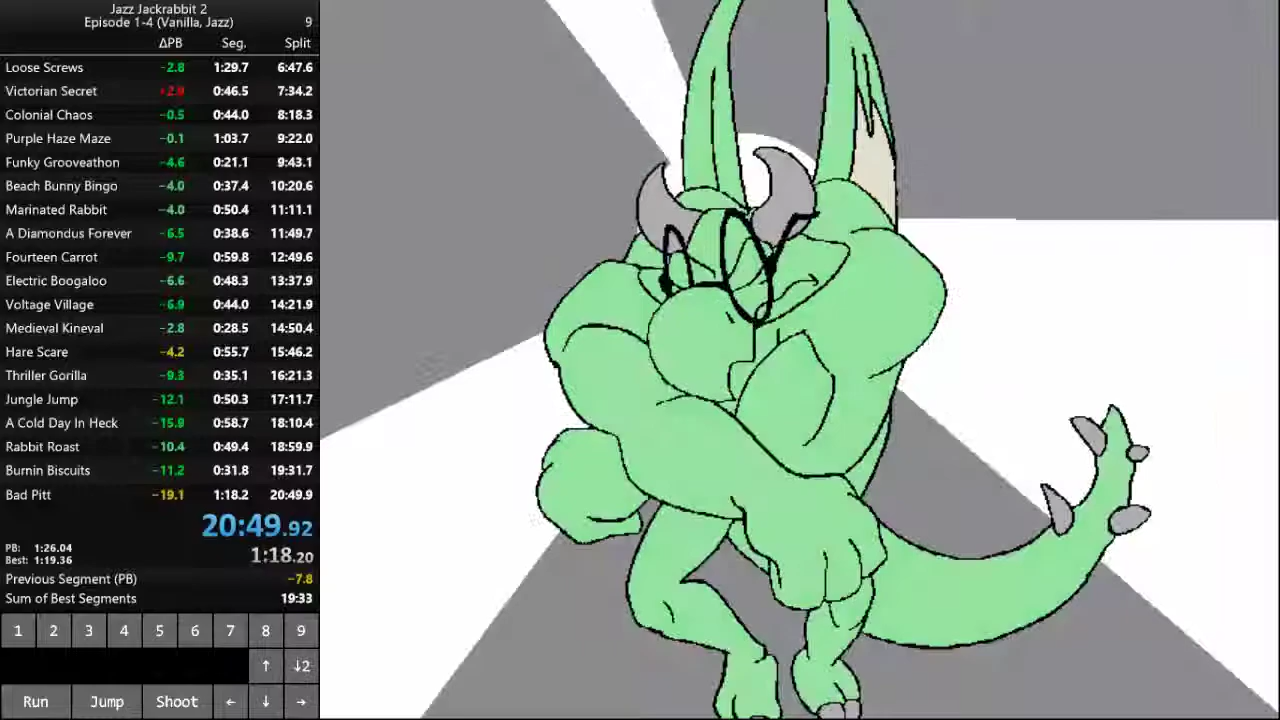 Jazz Jackrabbit 2
Episode 1-4 (Vanilla, Jazz) 9
ΔPB Seg. Split
Loose Screws -2.8 1:29.7 6:47.6
Victorian Secret +2.9 0:46.5 7:34.2
Colonial Chaos -0.5 0:44.0 8:18.3
Purple Haze Maze -0.1 1:03.7 9:22.0
Funky Grooveathon -4.6 0:21.1 9:43.1
Beach Bunny Bingo -4.0 0:37.4 10:20.6
Marinated Rabbit -4.0 0:50.4 11:11.1
A Diamondus Forever -6.5 0:38.6 11:49.7
Fourteen Carrot -9.7 0:59.8 12:49.6
Electric Boogaloo -6.6 0:48.3 13:37.9
Voltage Village -6.9 0:44.0 14:21.9
Medieval Kineval -2.8 0:28.5 14:50.4
Hare Scare -4.2 0:55.7 15:46.2
Thriller Gorilla -9.3 0:35.1 16:21.3
Jungle Jump -12.1 0:50.3 17:11.7
A Cold Day In Heck -15.9 0:58.7 18:10.4
Rabbit Roast -10.4 0:49.4 18:59.9
Burnin Biscuits -11.2 0:31.8 19:31.7
Bad Pitt -19.1 1:18.2 20:49.9
20:49.92
PB: 1:26.04 1:18.20
Best: 1:19.36
Previous Segment (PB) -7.8
Sum of Best Segments 19:33
1 2 3 4 5 6 7 8 9
↑ ↓2
Run Jump Shoot ← ↓ →